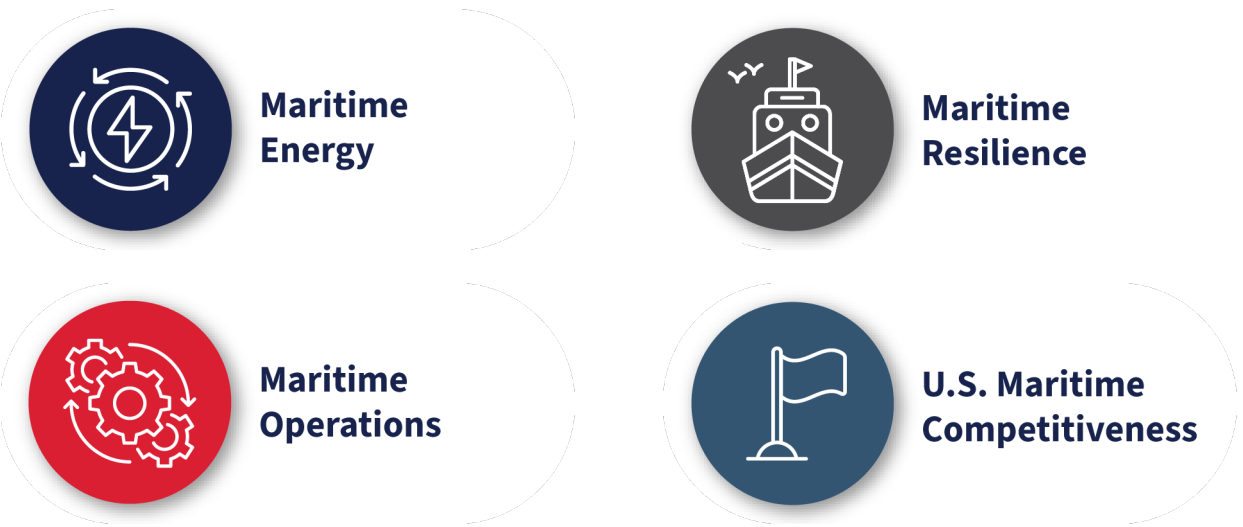 Maritime
Energy
Maritime
Resilience
Maritime
Operations
U.S. Maritime
Competitiveness